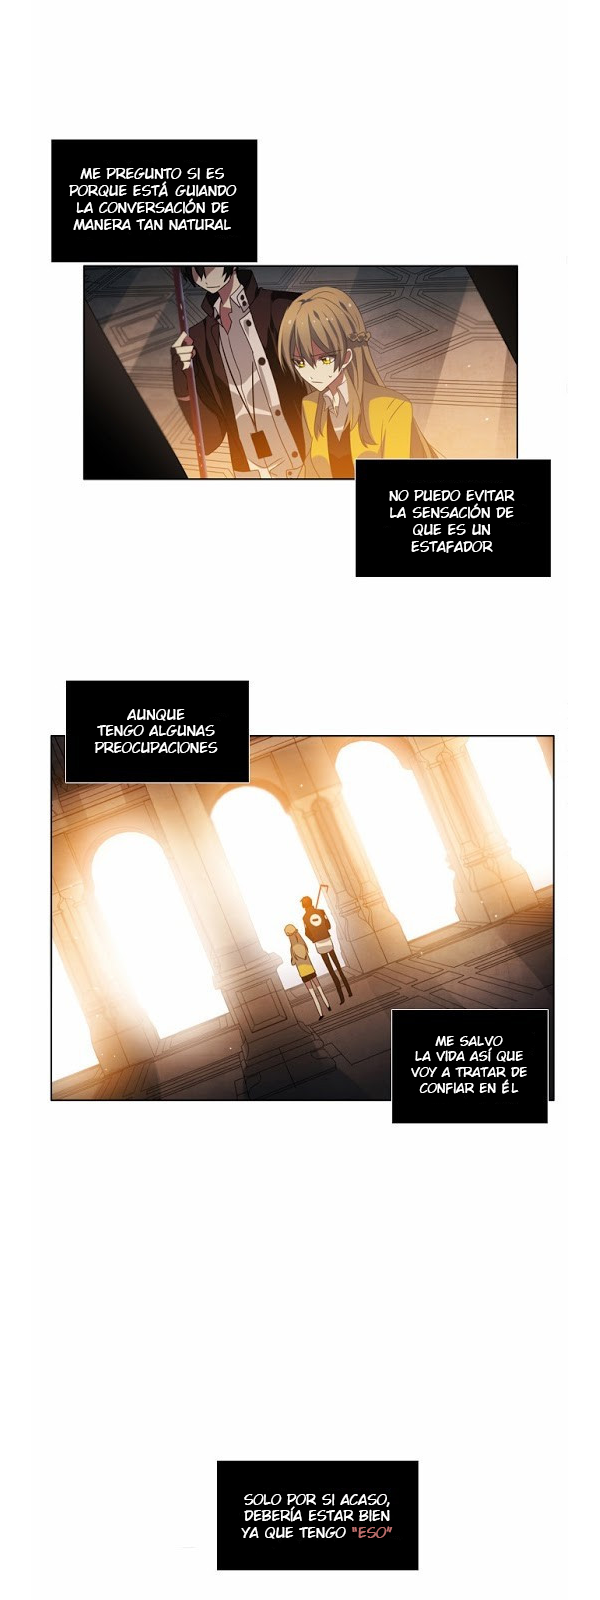 ME PREGUNTO SI ES
PORQUE ESTÁ GUIANDO
LA CONVERSACIÓN DE
MANERA TAN NATURAL
NO PUEDO EVITAR
LA SENSACIÓN DE
QUE ES UN
ESTAFADOR
AUNQUE
TENGO ALGUNAS
PREOCUPACIONES
ME SALVO
LA VIDA ASÍ QUE
VOY A TRATAR DE
CONFIAR EN ÉL
SOLO POR SI ACASO,
DEBERÍA ESTAR BIEN
YA QUE TENGO "ESO"